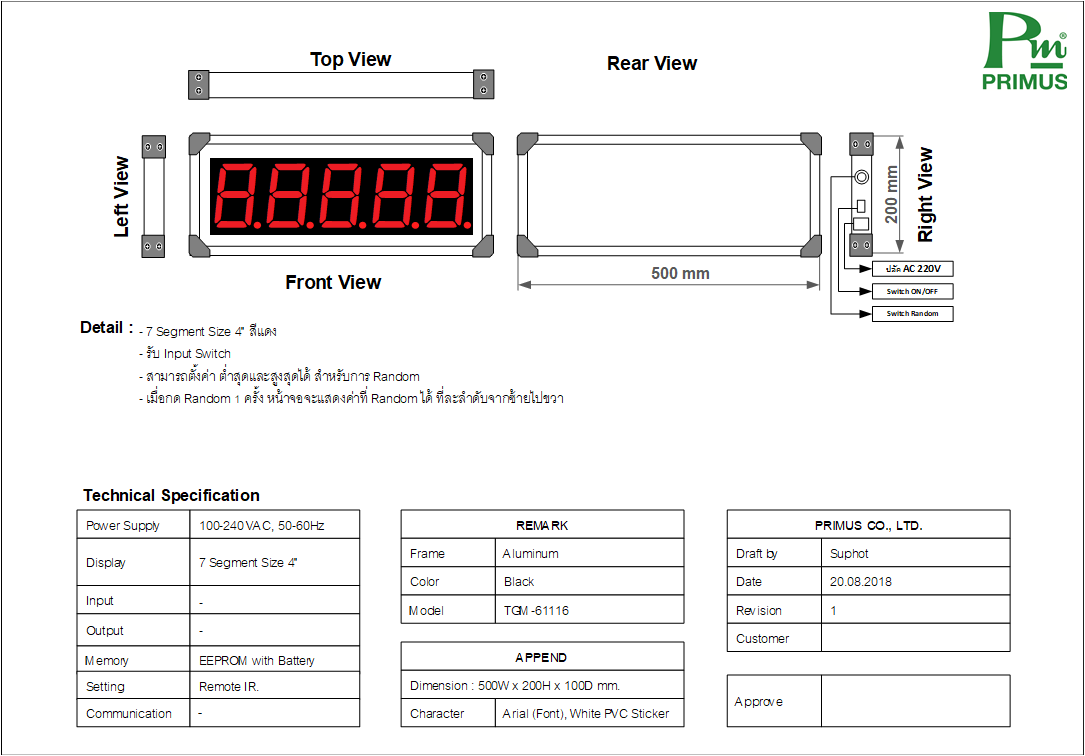 Pm®
PRIMUS
Top View
Rear View
Left View
8.8.8.8.8.
Front View
500 mm
200 mm
Right View
ปลั๊ก AC 220V
Switch ON/OFF
Switch Random
Detail :
- 7 Segment Size 4" สีแดง
- รับ Input Switch
- สามารถตั้งค่า ต่ำสุดและสูงสุดได้ สำหรับการ Random
- เมื่อกด Random 1 ครั้ง หน้าจอจะแสดงค่าที่ Random ได้ ทีละลำดับจากซ้ายไปขวา
Technical Specification
Power Supply 100-240 VAC, 50-60Hz
Display 7 Segment Size 4"
Input -
Output -
Memory EEPROM with Battery
Setting Remote IR.
Communication -
REMARK
Frame Aluminum
Color Black
Model TGM-61116
APPEND
Dimension : 500W x 200H x 100D mm.
Character Arial (Font), White PVC Sticker
PRIMUS CO., LTD.
Draft by Suphot
Date 20.08.2018
Revision 1
Customer
Approve